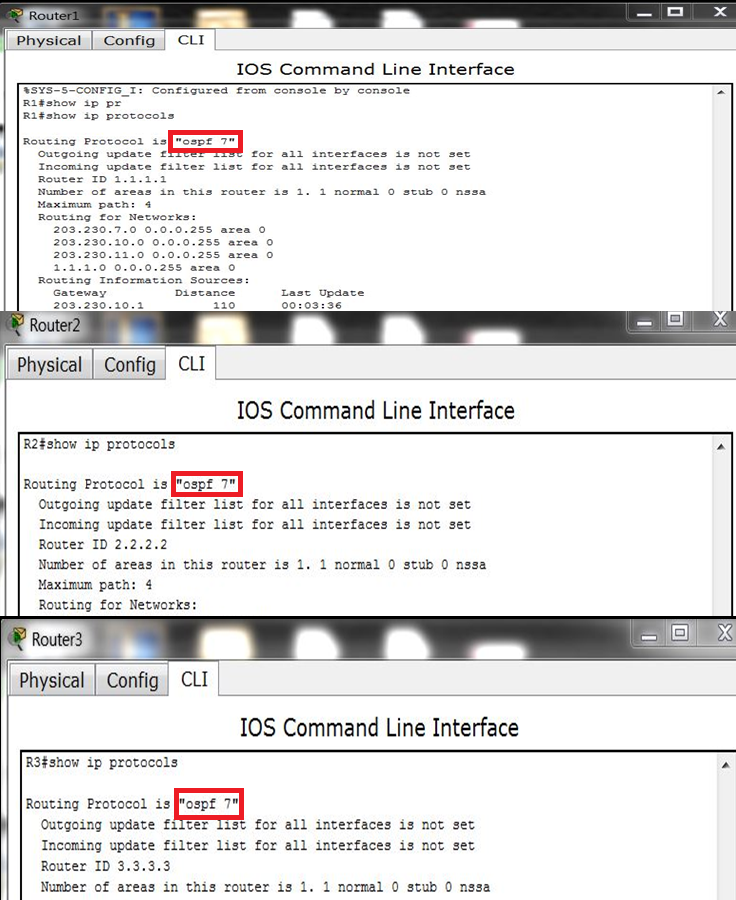 Router1
Physical Config CLI
IOS Command Line Interface
%SYS-5-CONFIG_I: Configured from console by console
R1#show ip pr
R1#show ip protocols
Routing Protocol is "ospf 7"
Outgoing update filter list for all interfaces is not set
Incoming update filter list for all interfaces is not set
Router ID 1.1.1.1
Number of areas in this router is 1. 1 normal 0 stub 0 nssa
Maximum path: 4
Routing for Networks:
203.230.7.0 0.0.0.255 area 0
203.230.10.0 0.0.0.255 area 0
203.230.11.0 0.0.0.255 area 0
1.1.1.0 0.0.0.255 area 0
Routing Information Sources:
Gateway Distance Last Update
203.230.10.1 110 00:03:36
Router2
Physical Config CLI
IOS Command Line Interface
R2#show ip protocols
Routing Protocol is "ospf 7"
Outgoing update filter list for all interfaces is not set
Incoming update filter list for all interfaces is not set
Router ID 2.2.2.2
Number of areas in this router is 1. 1 normal 0 stub 0 nssa
Maximum path: 4
Routing for Networks:
Router3
Physical Config CLI
IOS Command Line Interface
R3#show ip protocols
Routing Protocol is "ospf 7"
Outgoing update filter list for all interfaces is not set
Incoming update filter list for all interfaces is not set
Router ID 3.3.3.3
Number of areas in this router is 1. 1 normal 0 stub 0 nssa